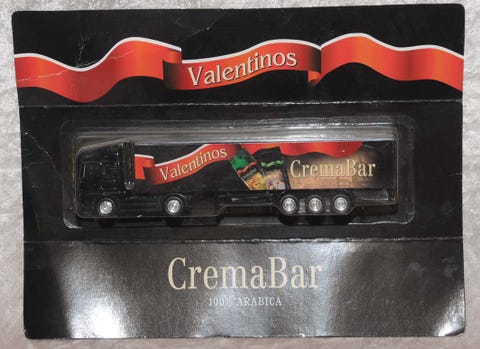 Valentinos
Valentinos
CremaBar
CremaBar
100% ARABICA